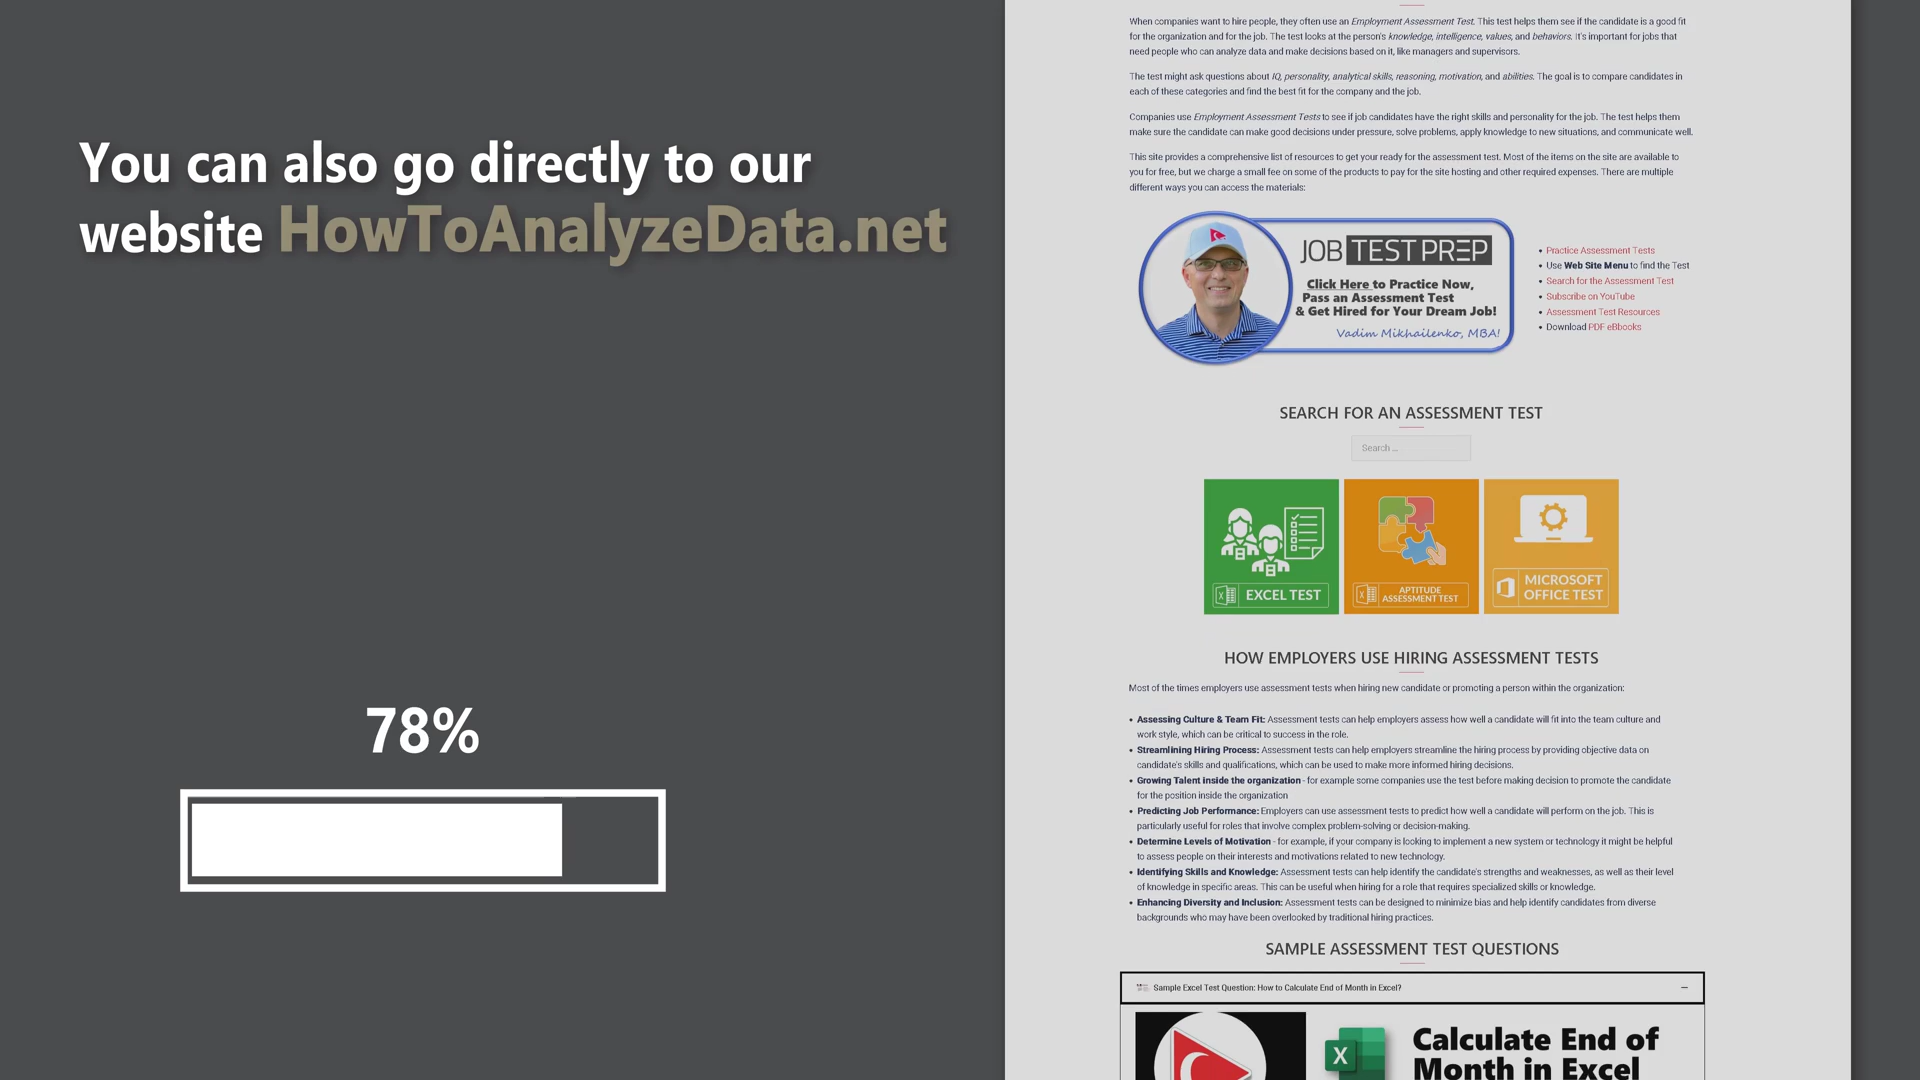 You can also go directly to our
website HowToAnalyzeData.net
78%
When companies want to hire people, they often use an Employment Assessment Test. This test helps them see if the candidate is a good fit
for the organization and for the job. The test looks at the person's knowledge, intelligence, values, and behaviors. It's important for jobs that
need people who can analyze data and make decisions based on it, like managers and supervisors.
The test might ask questions about IQ, personality, analytical skills, reasoning, motivation, and abilities. The goal is to compare candidates in
each of these categories and find the best fit for the company and the job.
Companies use Employment Assessment Tests to see if job candidates have the right skills and personality for the job. The test helps them
make sure the candidate can make good decisions under pressure, solve problems, apply knowledge to new situations, and communicate well.
This site provides a comprehensive list of resources to get your ready for the assessment test. Most of the items on the site are available to
you for free, but we charge a small fee on some of the products to pay for the site hosting and other required expenses. There are multiple
different ways you can access the materials:
JOB TEST PREP
Click Here to Practice Now,
Pass an Assessment Test
& Get Hired for Your Dream Job!
Vadim Mikhailenko, MBA!
• Practice Assessment Tests
• Use Web Site Menu to find the Test
• Search for the Assessment Test
• Subscribe on YouTube
• Assessment Test Resources
• Download PDF eBbooks
SEARCH FOR AN ASSESSMENT TEST
Search ...
EXCEL TEST
APTITUDE
ASSESSMENT TEST
MICROSOFT
OFFICE TEST
HOW EMPLOYERS USE HIRING ASSESSMENT TESTS
Most of the times employers use assessment tests when hiring new candidate or promoting a person within the organization:
• Assessing Culture & Team Fit: Assessment tests can help employers assess how well a candidate will fit into the team culture and
work style, which can be critical to success in the role.
• Streamlining Hiring Process: Assessment tests can help employers streamline the hiring process by providing objective data on
candidate's skills and qualifications, which can be used to make more informed hiring decisions.
• Growing Talent inside the organization - for example some companies use the test before making decision to promote the candidate
for the position inside the organization
• Predicting Job Performance: Employers can use assessment tests to predict how well a candidate will perform on the job. This is
particularly useful for roles that involve complex problem-solving or decision-making.
• Determine Levels of Motivation - for example, if your company is looking to implement a new system or technology it might be helpful
to assess people on their interests and motivations related to new technology.
• Identifying Skills and Knowledge: Assessment tests can help identify the candidate's strengths and weaknesses, as well as their level
of knowledge in specific areas. This can be useful when hiring for a role that requires specialized skills or knowledge.
• Enhancing Diversity and Inclusion: Assessment tests can be designed to minimize bias and help identify candidates from diverse
backgrounds who may have been overlooked by traditional hiring practices.
SAMPLE ASSESSMENT TEST QUESTIONS
Sample Excel Test Question: How to Calculate End of Month in Excel?
X
Calculate End of
Month in Excel